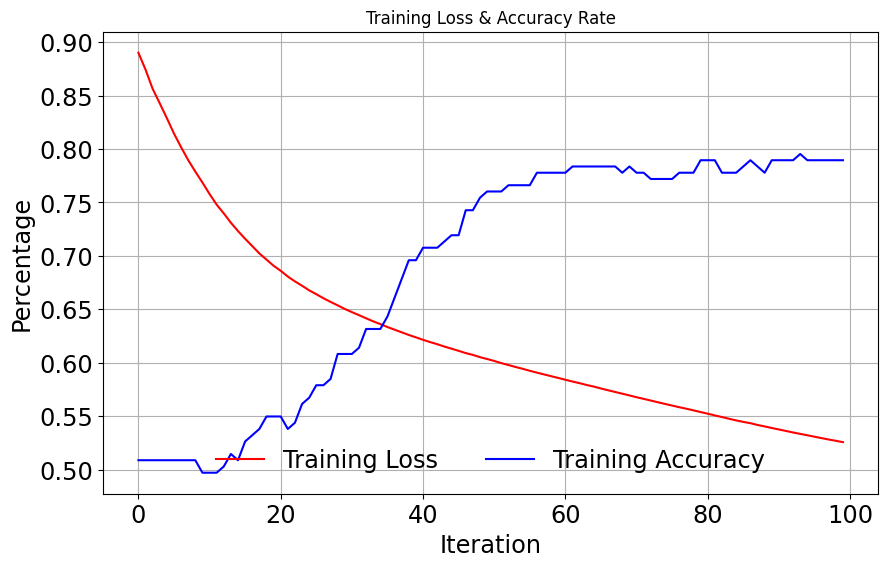 Training Loss & Accuracy Rate
0.90
0.85
0.80
0.75
0.70
0.65
0.60
0.55
0.50
Percentage
Training Loss Training Accuracy
0 20 40 60 80 100
Iteration